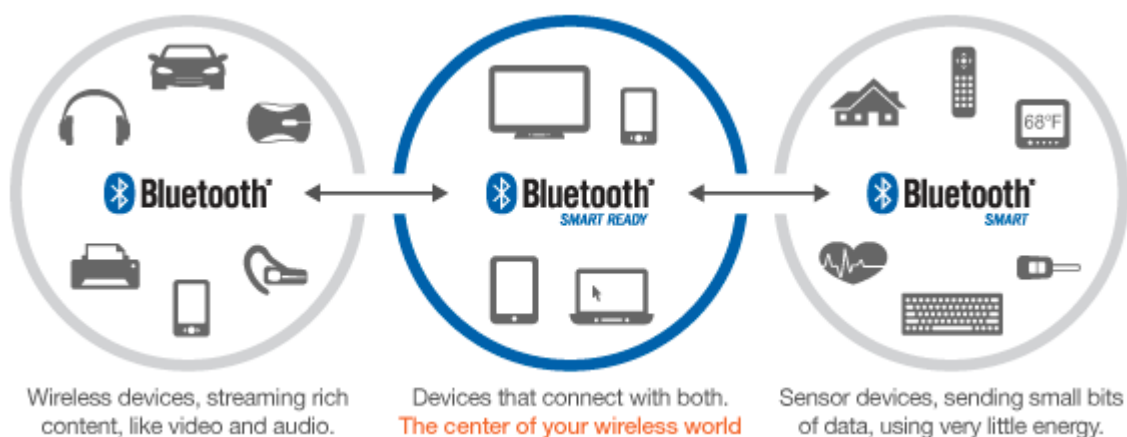 68°F
Bluetooth
Bluetooth
SMART READY
Bluetooth
SMART
Wireless devices, streaming rich
content, like video and audio.
Devices that connect with both.
The center of your wireless world
Sensor devices, sending small bits
of data, using very little energy.